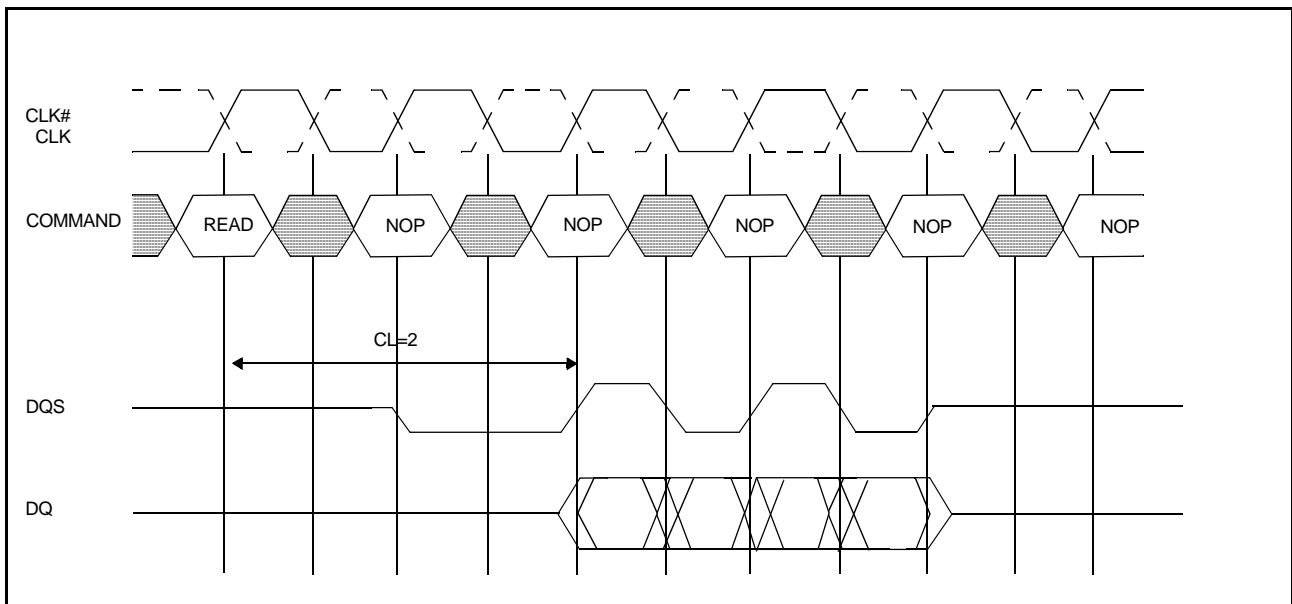 CLK#
CLK
COMMAND
READ NOP NOP NOP NOP NOP
CL=2
DQS
DQ